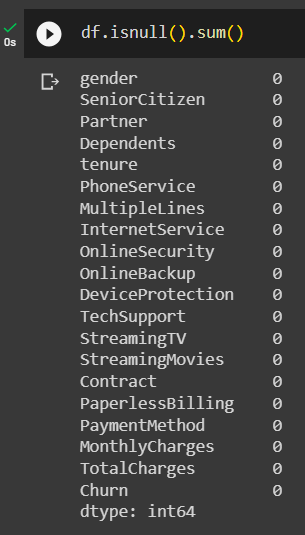 df.isnull().sum()
0s
gender 0
SeniorCitizen 0
Partner 0
Dependents 0
tenure 0
PhoneService 0
MultipleLines 0
InternetService 0
OnlineSecurity 0
OnlineBackup 0
DeviceProtection 0
TechSupport 0
StreamingTV 0
StreamingMovies 0
Contract 0
PaperlessBilling 0
PaymentMethod 0
MonthlyCharges 0
TotalCharges 0
Churn 0
dtype: int64